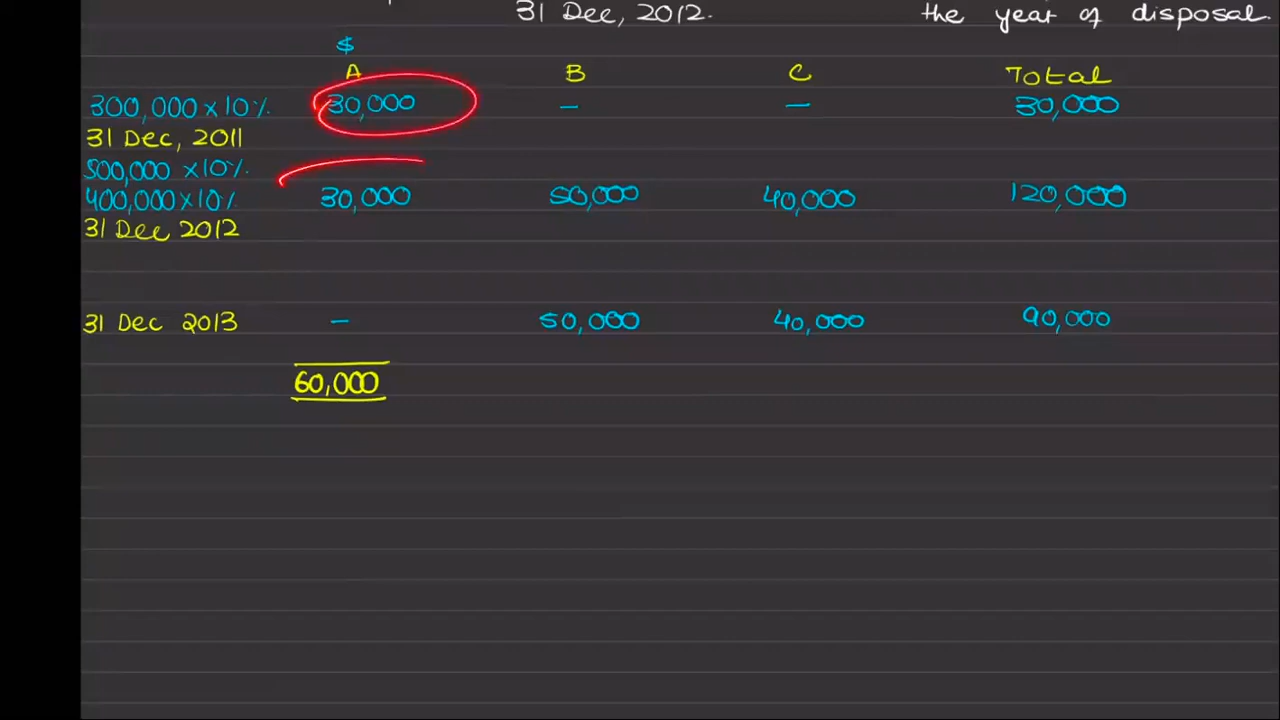 31 Dec, 2012. the year of disposal.
$
A B C Total
300,000 × 10% 30,000 – – 30,000
31 Dec, 2011
500,000 × 10%.
400,000 × 10% 30,000 50,000 40,000 120,000
31 Dec 2012
31 Dec 2013 – 50,000 40,000 90,000
60,000